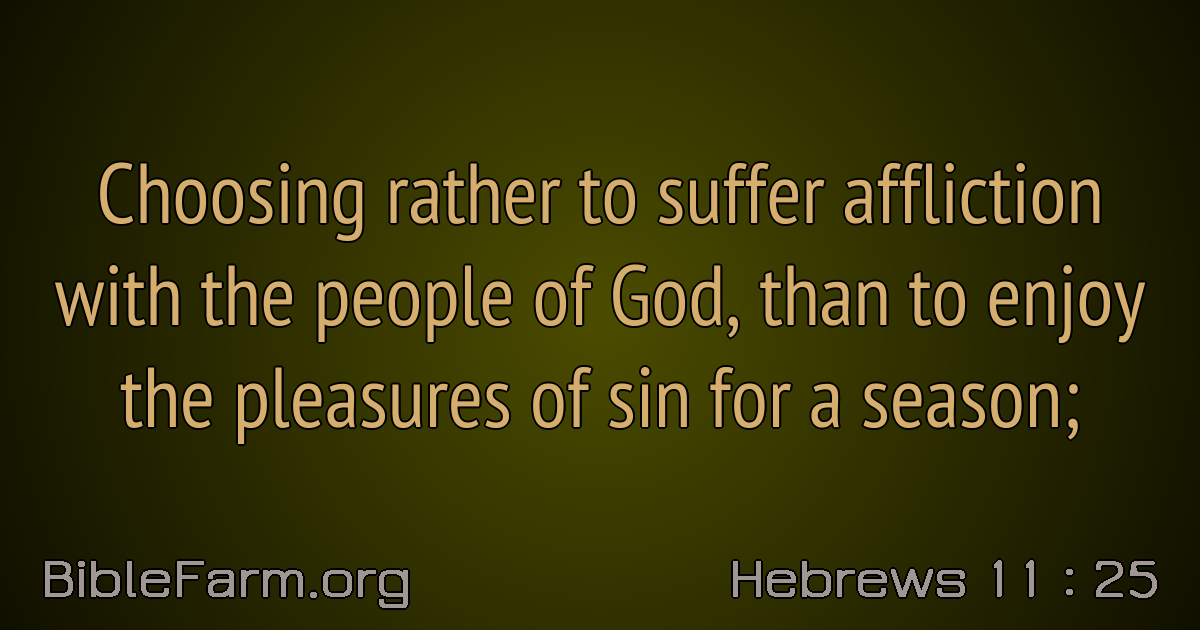 Choosing rather to suffer affliction
with the people of God, than to enjoy
the pleasures of sin for a season;
BibleFarm.org
Hebrews 11 : 25